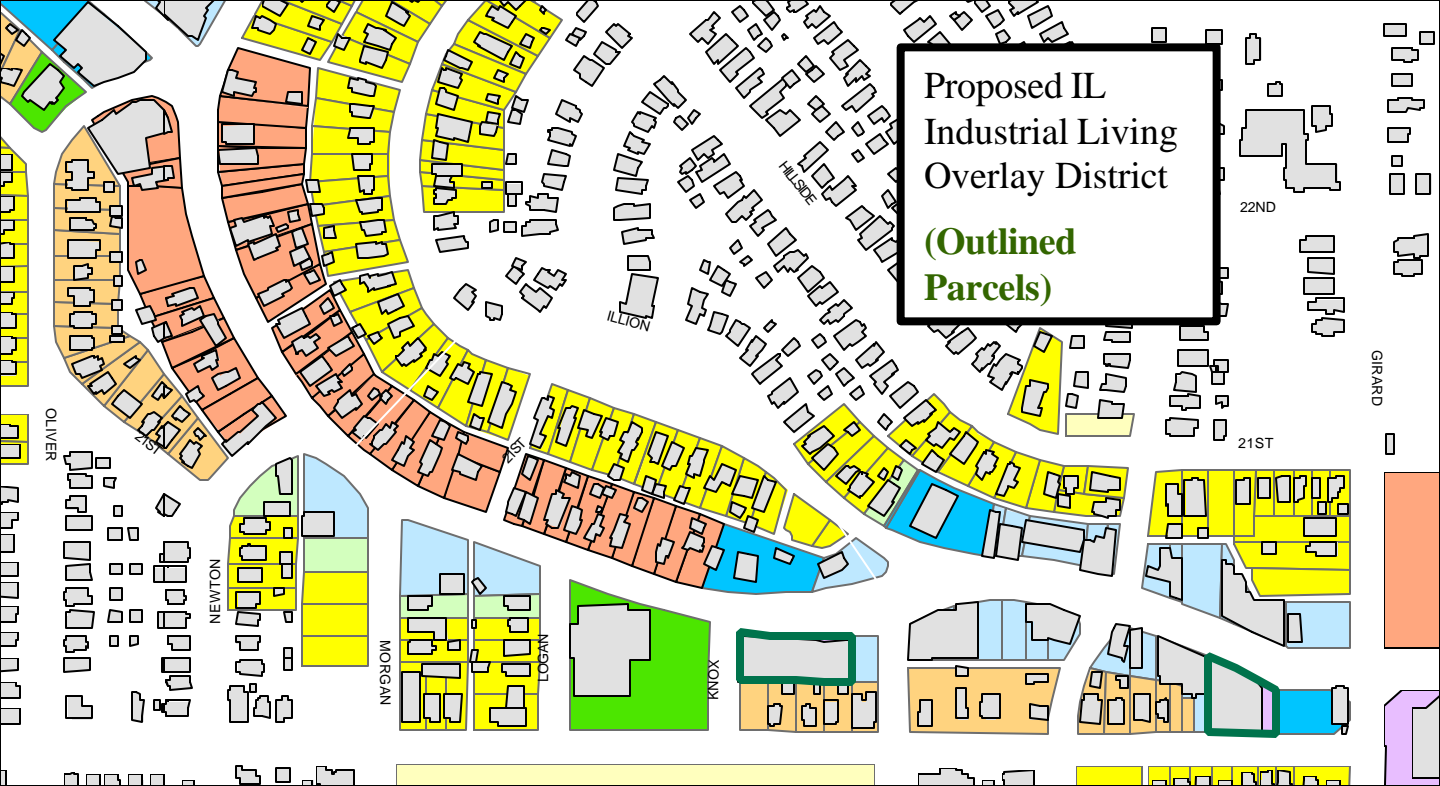 Proposed IL
Industrial Living
Overlay District
(Outlined
Parcels)
HILLSIDE
22ND
ILLION
GIRARD
OLIVER
21ST
21ST
21ST
NEWTON
MORGAN
LOGAN
KNOX